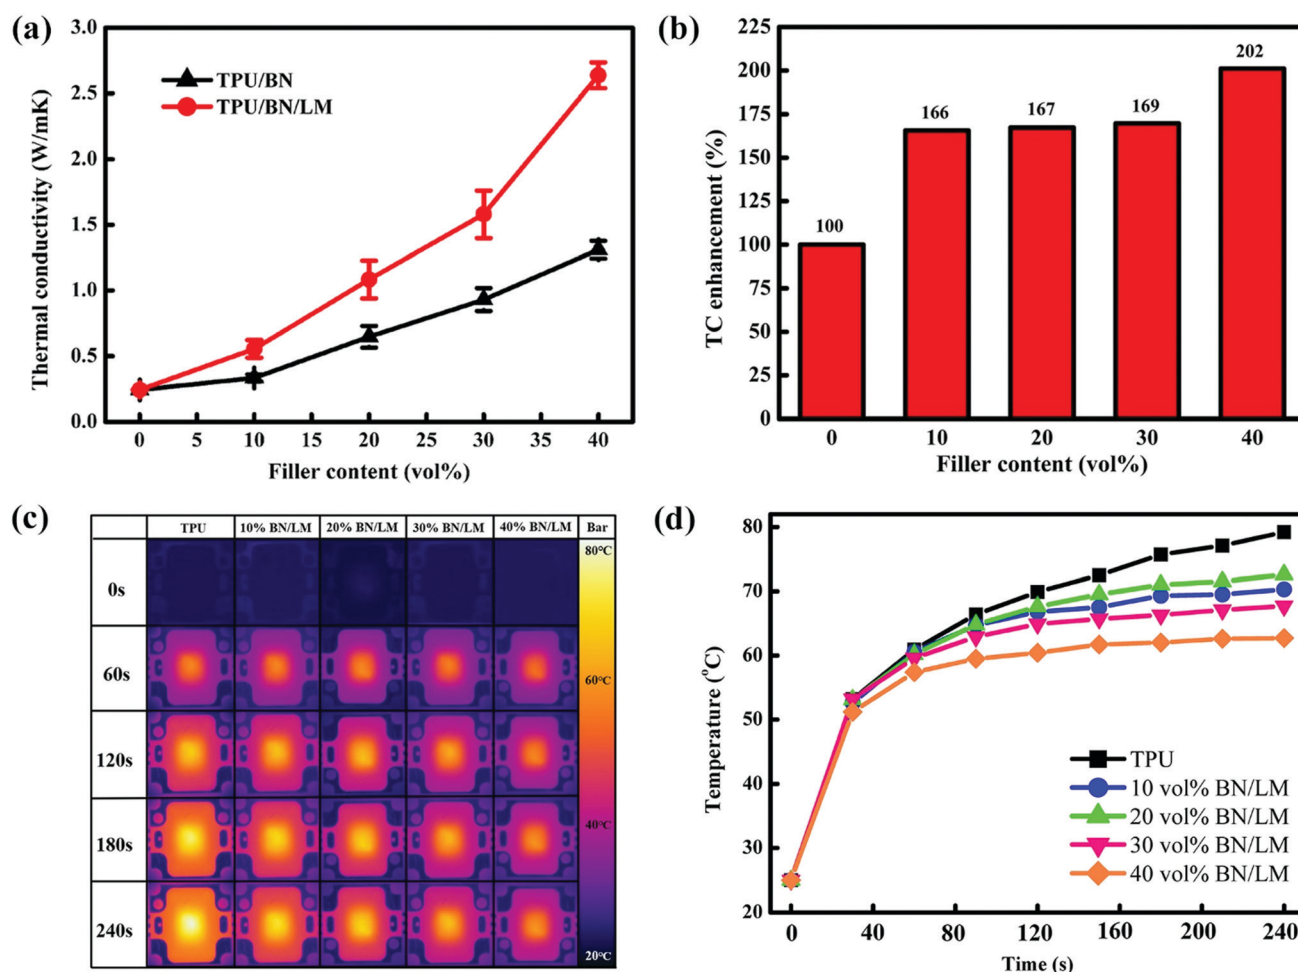 (a)
3.0
2.5
2.0
1.5
1.0
0.5
0.0
Thermal conductivity (W/mK)
TPU/BN
TPU/BN/LM
0 5 10 15 20 25 30 35 40
Filler content (vol%)
(b)
225
200
175
150
125
100
75
50
25
0
TC enhancement (%)
100
166
167
169
202
0 10 20 30 40
Filler content (vol%)
(c)
TPU 10% BN/LM 20% BN/LM 30% BN/LM 40% BN/LM Bar
0s
60s
120s
180s
240s
80°C
60°C
40°C
20°C
(d)
80
70
60
50
40
30
20
Temperature (°C)
TPU
10 vol% BN/LM
20 vol% BN/LM
30 vol% BN/LM
40 vol% BN/LM
0 40 80 120 160 200 240
Time (s)